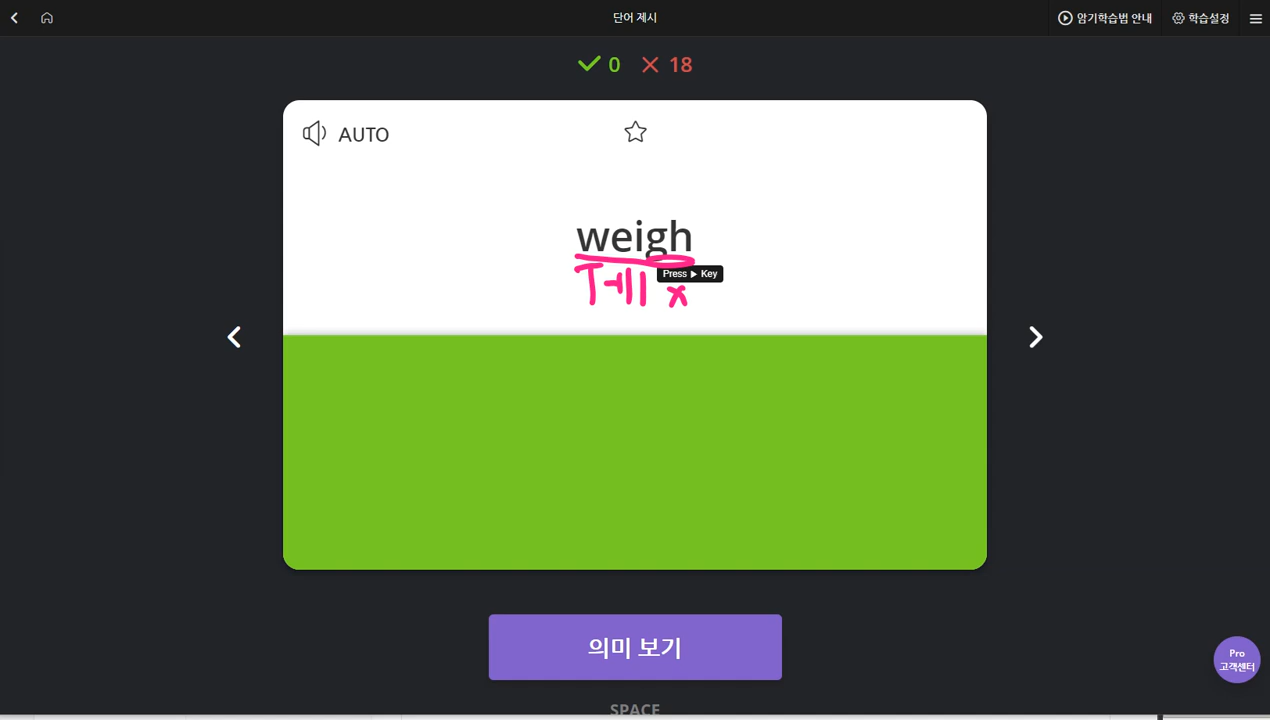 단어 제시
암기학습법 안내
학습설정
0 18
AUTO
weigh
Press ▶ Key
x
의미 보기
Pro
고객센터
SPACE